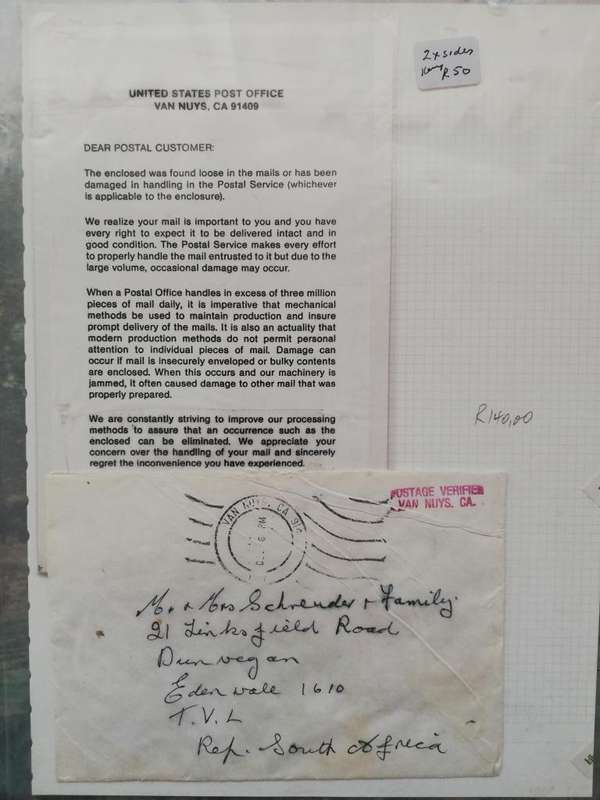 2 x sides
R50
UNITED STATES POST OFFICE
VAN NUYS, CA 91409
DEAR POSTAL CUSTOMER:
The enclosed was found loose in the mails or has been
damaged in handling in the Postal Service (whichever
is applicable to the enclosure).
We realize your mail is important to you and you have
every right to expect it to be delivered intact and in
good condition. The Postal Service makes every effort
to properly handle the mail entrusted to it but due to the
large volume, occasional damage may occur.
When a Postal Office handles in excess of three million
pieces of mail daily, it is imperative that mechanical
methods be used to maintain production and insure
prompt delivery of the mails. It is also an actuality that
modern production methods do not permit personal
attention to individual pieces of mail. Damage can
occur if mail is insecurely enveloped or bulky contents
are enclosed. When this occurs and our machinery is
jammed, it often caused damage to other mail that was
properly prepared.
We are constantly striving to improve our processing
methods to assure that an occurrence such as the
enclosed can be eliminated. We appreciate your
concern over the handling of your mail and sincerely
regret the inconvenience you have experienced.
R140,00
POSTAGE VERIFIED
VAN NUYS, CA.
VAN NUYS, CA
PM
Mr & Mrs Schreuder & Family.
21 Linksfield Road
Dunvegan
Edenvale 1610
T.V.L
Rep. South Africa